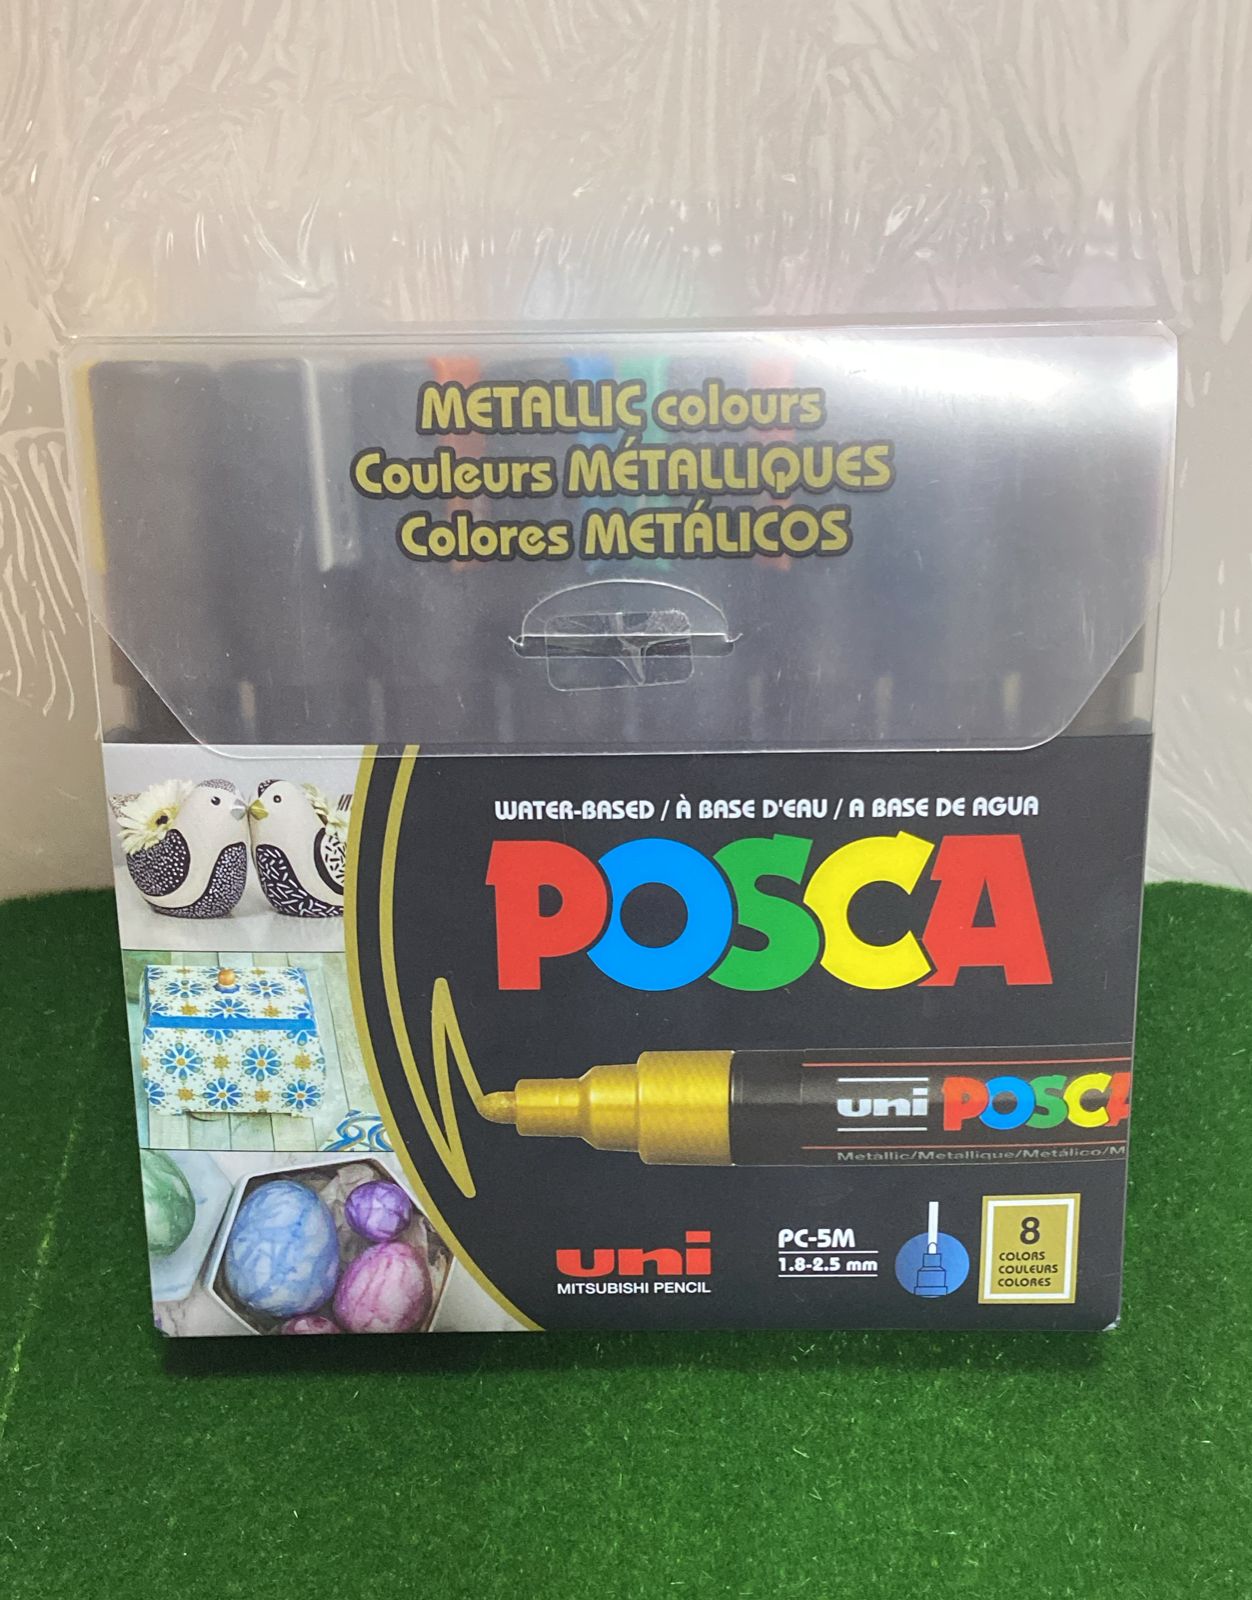 METALLIC colours
Couleurs MÉTALLIQUES
Colores METÁLICOS
WATER-BASED / À BASE D'EAU / A BASE DE AGUA
POSCA
uni POSCA
Metallic/Metallique/Metálico/M
uni
MITSUBISHI PENCIL
PC-5M
1.8-2.5 mm
8
COLORS
COULEURS
COLORES